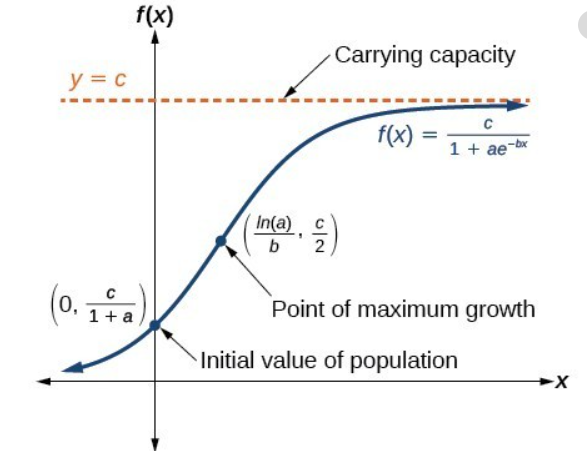 f(x)
Carrying capacity
y = c
f(x) = c / (1 + ae^(-bx))
(ln(a)/b, c/2)
(0, c/(1 + a))
Point of maximum growth
Initial value of population
x